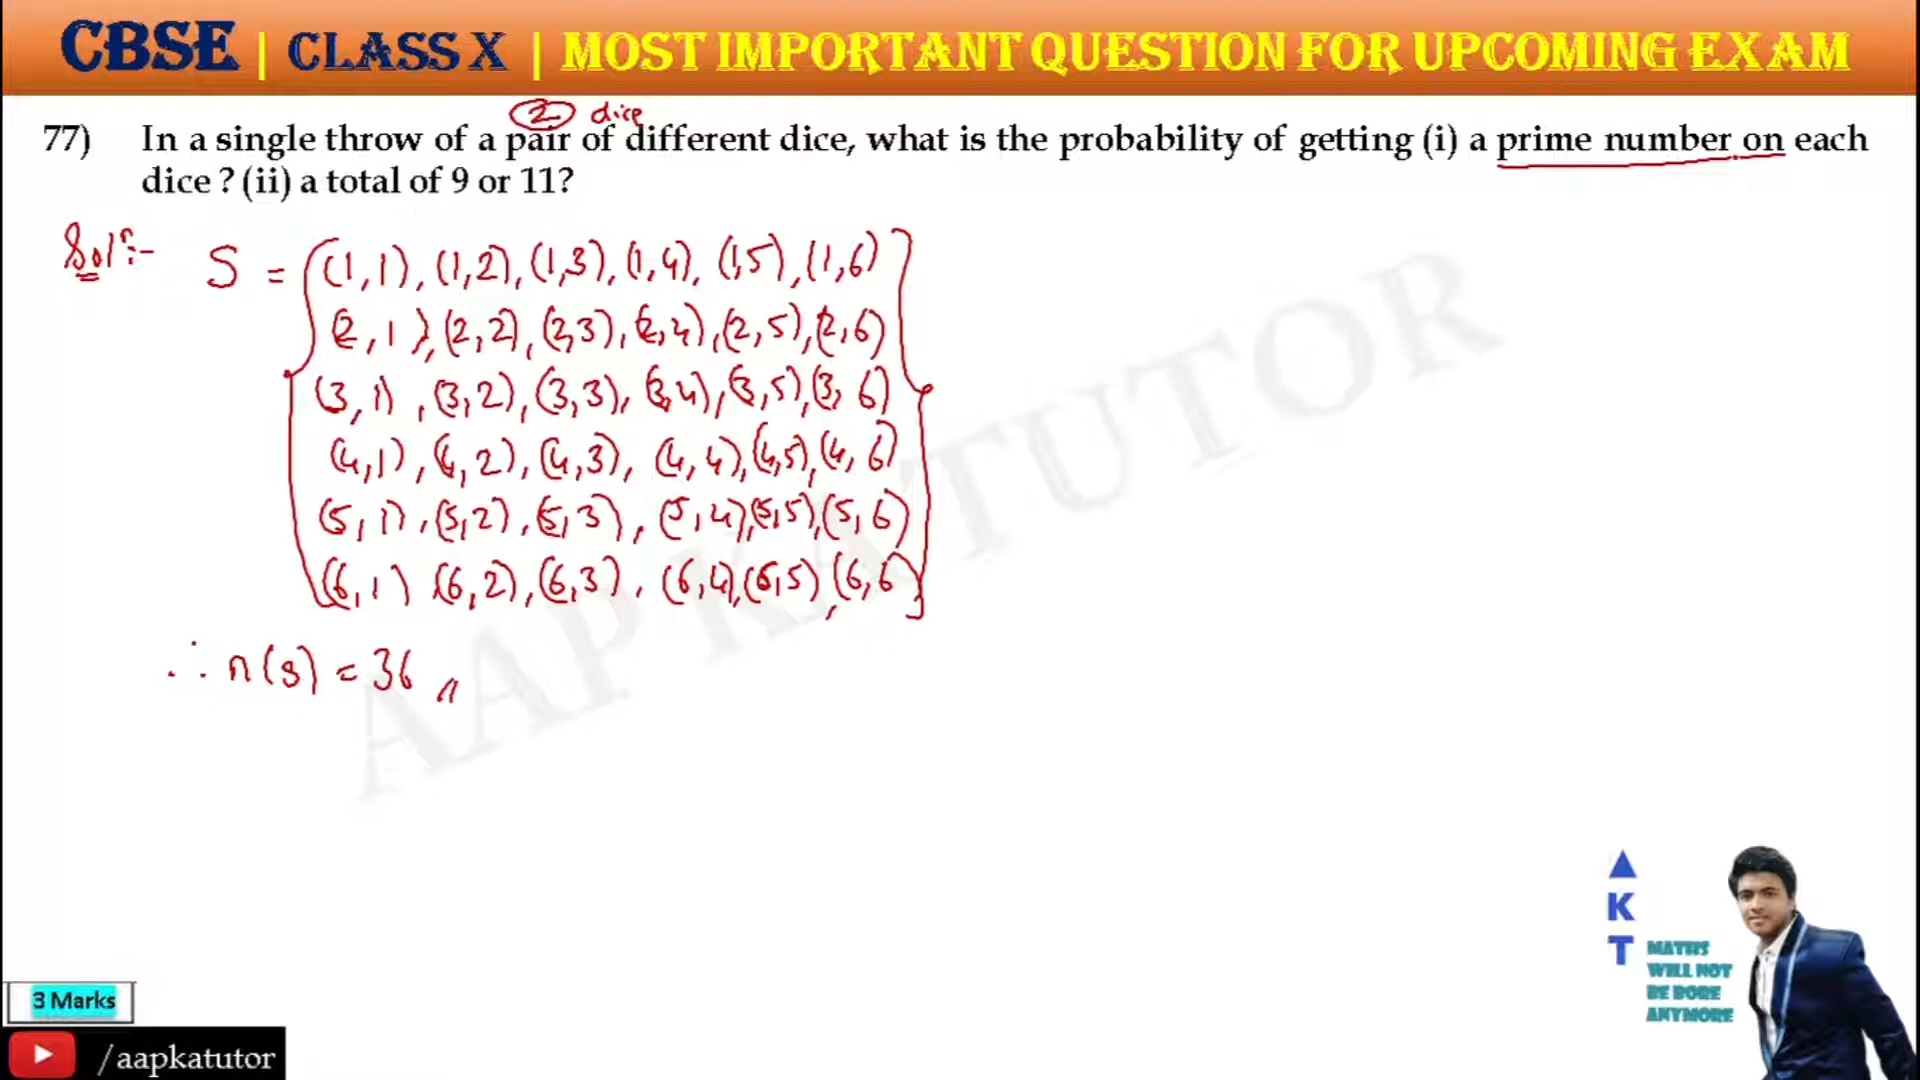 CBSE | CLASS X | MOST IMPORTANT QUESTION FOR UPCOMING EXAM
2 dice
77) In a single throw of a pair of different dice, what is the probability of getting (i) a prime number on each
dice ? (ii) a total of 9 or 11?
Sol:- S = {(1,1), (1,2), (1,3), (1,4), (1,5), (1,6)
(2,1), (2,2), (2,3), (2,4), (2,5), (2,6)
(3,1), (3,2), (3,3), (3,4), (3,5), (3,6)
(4,1), (4,2), (4,3), (4,4), (4,5), (4,6)
(5,1), (5,2), (5,3), (5,4), (5,5), (5,6)
(6,1) (6,2), (6,3), (6,4), (6,5), (6,6)}
∴ n(s) = 36
AAPKATUTOR
AKT
MATHS
WILL NOT
BE BORE
ANYMORE
3 Marks
/aapkatutor